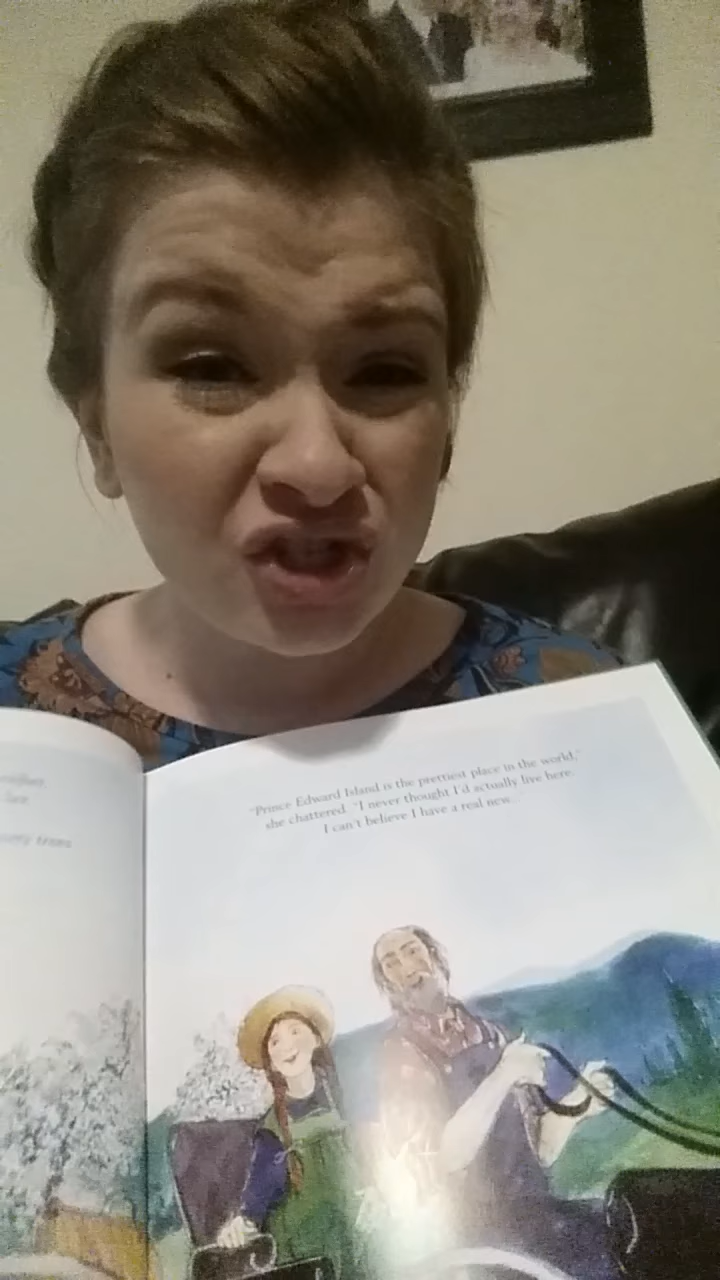 "Prince Edward Island is the prettiest place in the world,"
she chattered. "I never thought I'd actually live here.
I can't believe I have a real new...